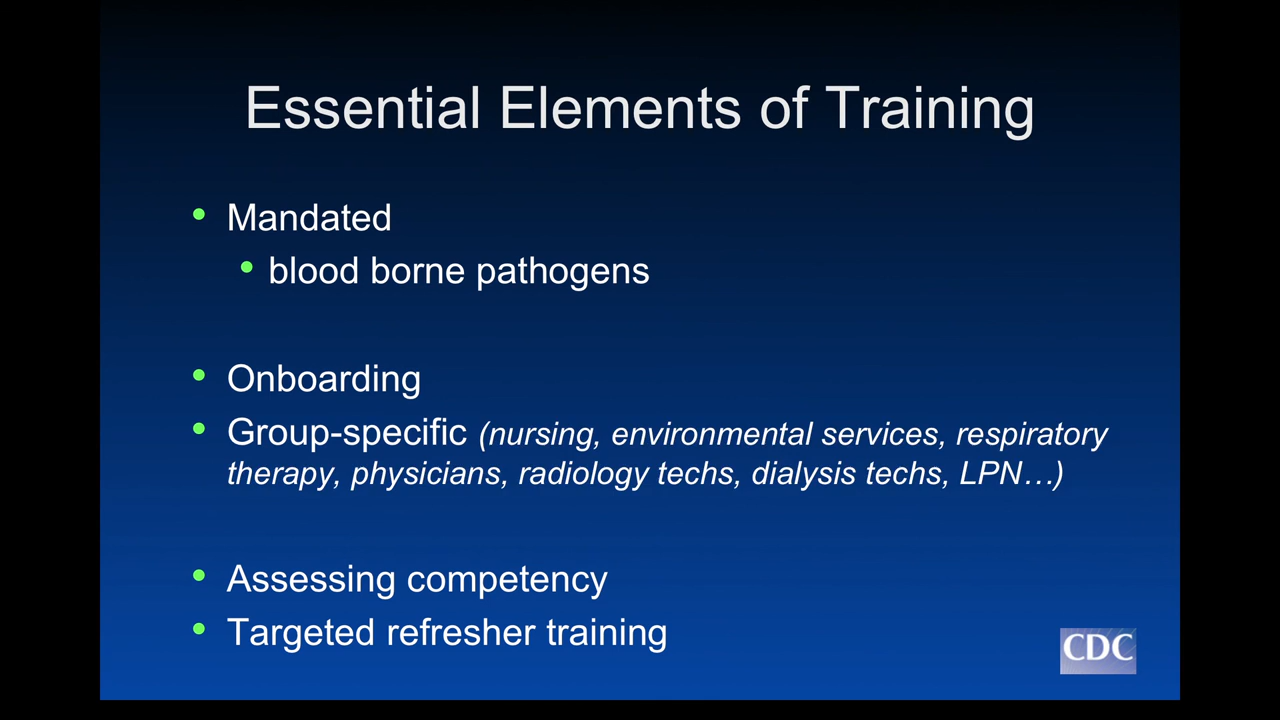 Essential Elements of Training
• Mandated
• blood borne pathogens
• Onboarding
• Group-specific (nursing, environmental services, respiratory
therapy, physicians, radiology techs, dialysis techs, LPN…)
• Assessing competency
• Targeted refresher training
CDC